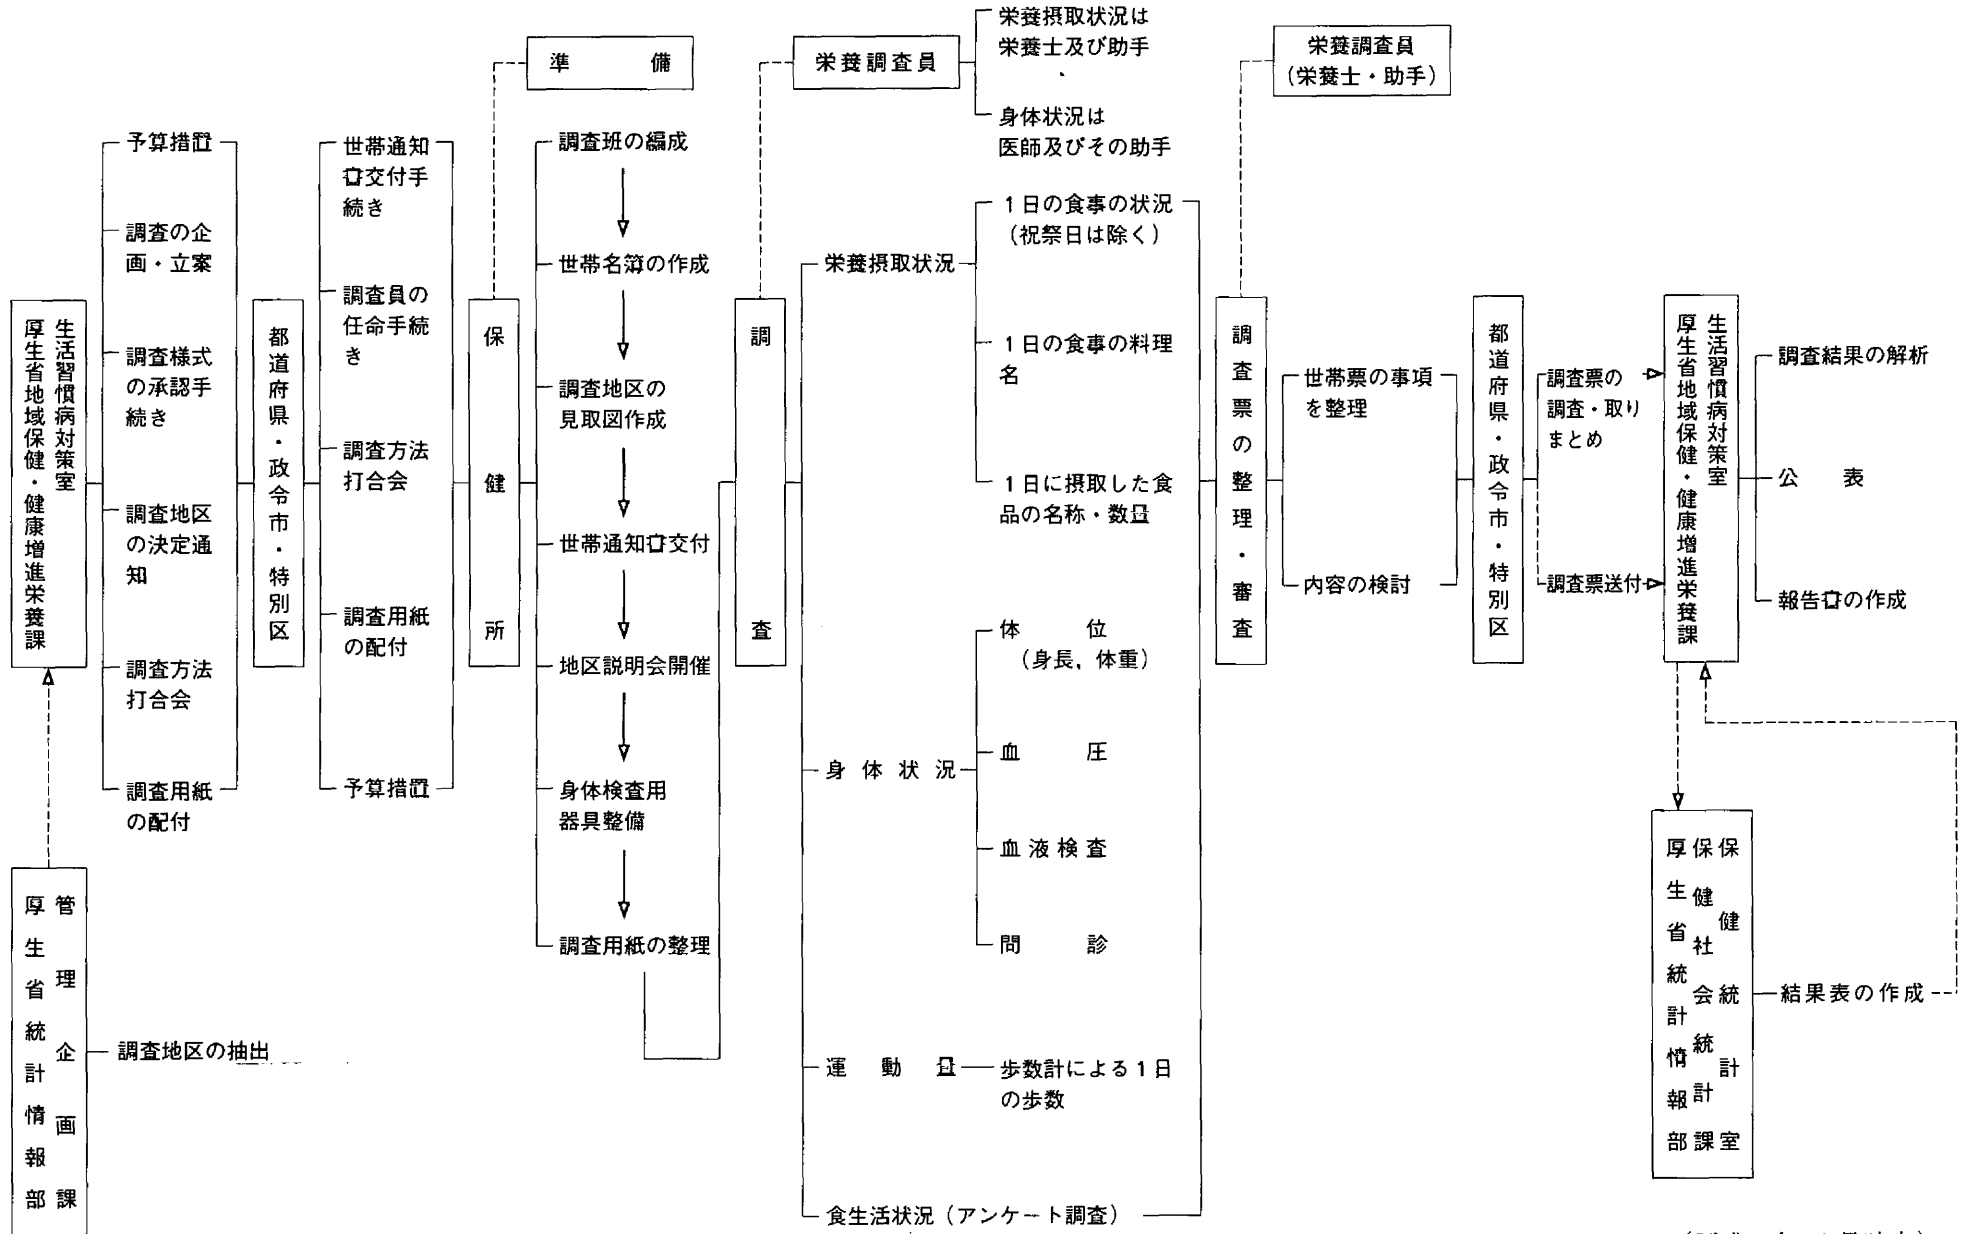 厚生省地域保健・健康増進栄養課
生活習慣病対策室
厚生省統計情報部
管理企画課
調査地区の抽出
予算措置
調査の企
画・立案
調査様式
の承認手
続き
調査地区
の決定通
知
調査方法
打合会
調査用紙
の配付
都道府県・政令市・特別区
世帯通知
書交付手
続き
調査員の
任命手続
き
調査方法
打合会
調査用紙
の配付
予算措置
準備
保健所
調査班の編成
世帯名簿の作成
調査地区の
見取図作成
世帯通知書交付
地区説明会開催
身体検査用
器具整備
調査用紙の整理
栄養調査員
栄養摂取状況は
栄養士及び助手
身体状況は
医師及びその助手
調査
栄養摂取状況
1日の食事の状況
(祝祭日は除く)
1日の食事の料理
名
1日に摂取した食
品の名称・数量
身体状況
体位
(身長，体重)
血圧
血液検査
問診
運動量
歩数計による1日
の歩数
食生活状況(アンケート調査)
栄養調査員
(栄養士・助手)
調査票の整理・審査
世帯票の事項
を整理
内容の検討
都道府県・政令市・特別区
調査票の
調査・取り
まとめ
調査票送付
厚生省地域保健・健康増進栄養課
生活習慣病対策室
調査結果の解析
公表
報告書の作成
厚生省統計情報部
保健社会統計課
保健統計室
結果表の作成